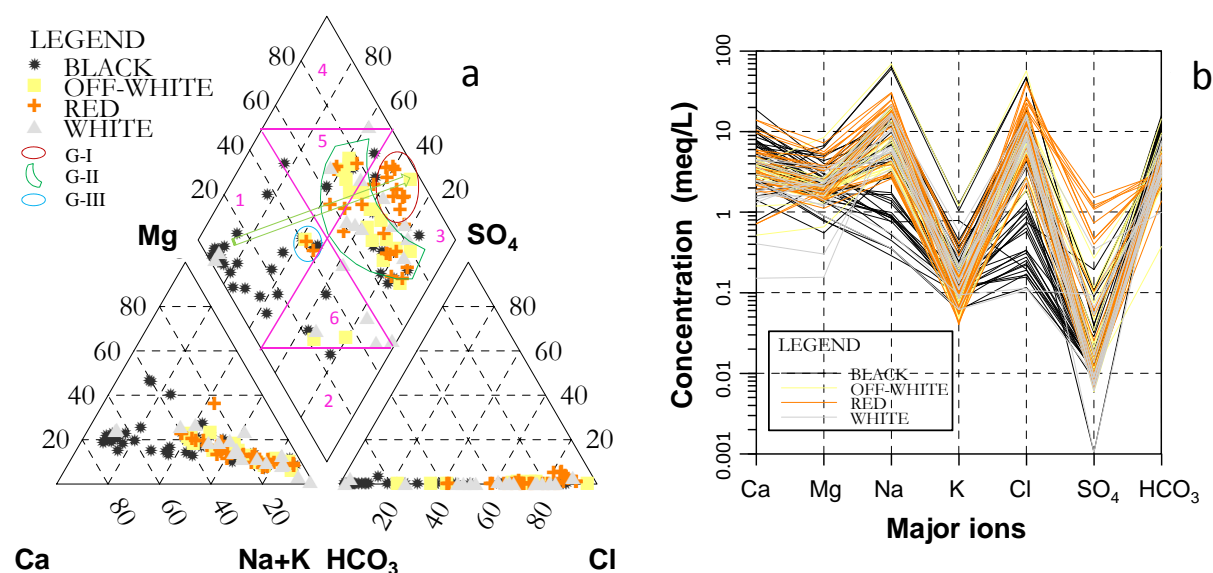 LEGEND
BLACK
OFF-WHITE
RED
WHITE
G-I
G-II
G-III
a
80 80
60 60
40 40
20 20
4
5
1
3
6
2
Mg SO4
80 80
60 60
40 40
20 20
80 60 40 20 20 40 60 80
Ca Na+K HCO3 Cl
b
Concentration (meq/L)
100
10
1
0.1
0.01
0.001
LEGEND
BLACK
OFF-WHITE
RED
WHITE
Ca Mg Na K Cl SO4 HCO3
Major ions